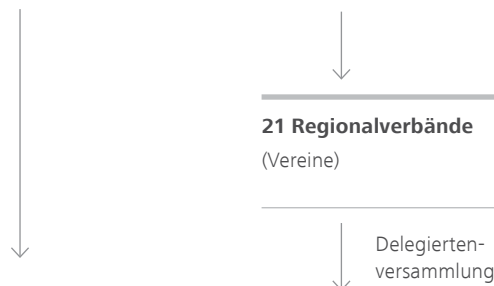 21 Regionalverbände
(Vereine)
Delegierten-
versammlung